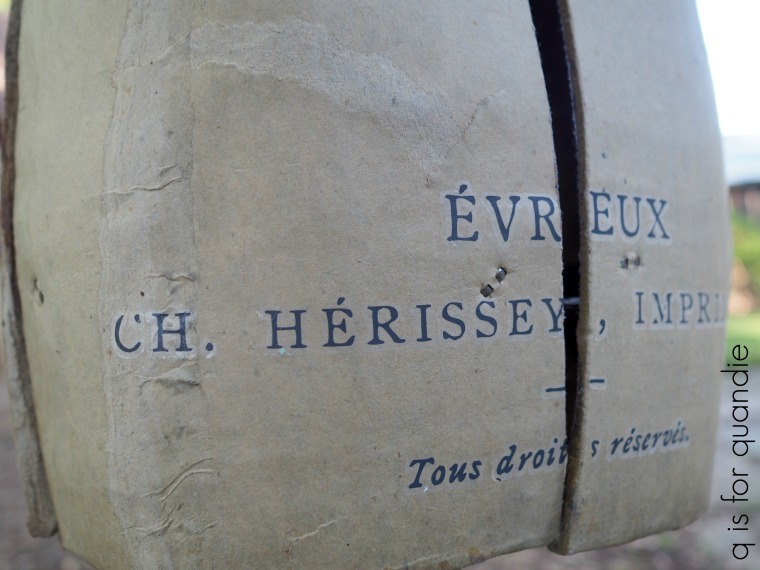 ÉVREUX
CH. HÉRISSEY, IMPRI
Tous droits réservés.
q is for quandie